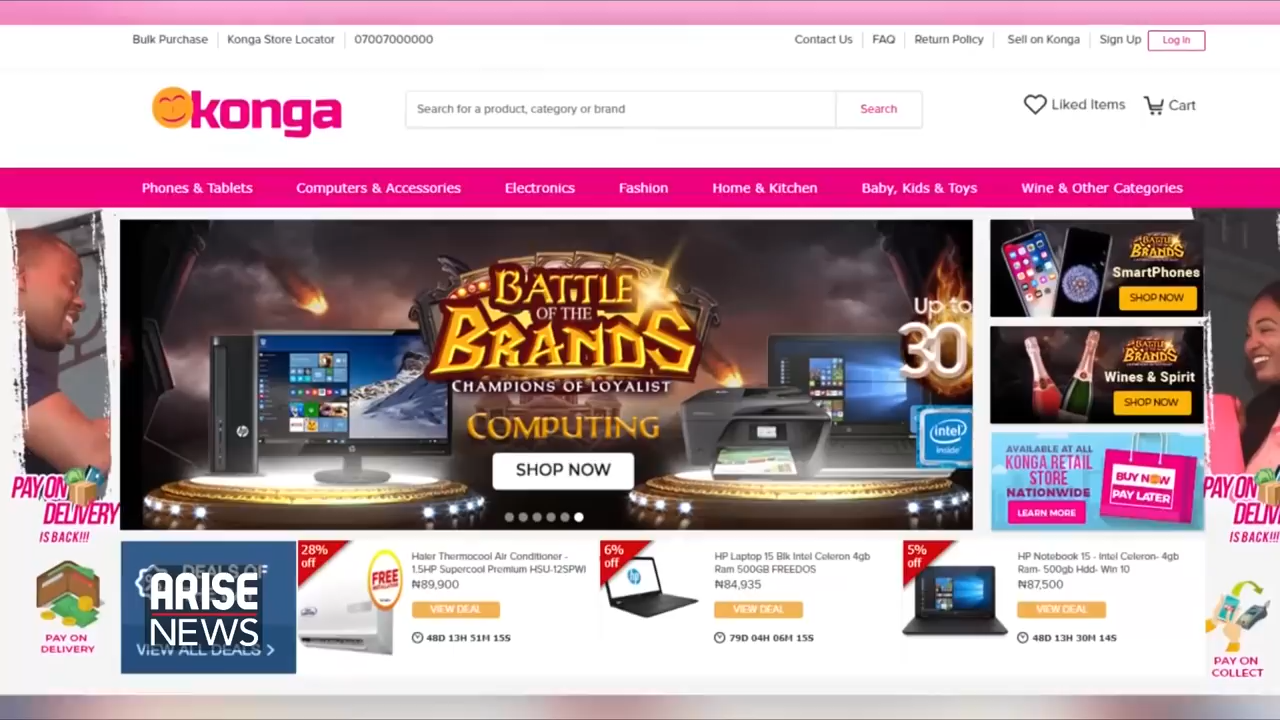 Bulk Purchase
Konga Store Locator
07007000000
Contact Us
FAQ
Return Policy
Sell on Konga
Sign Up
Log In
konga
Search for a product, category or brand
Search
Liked Items
Cart
Phones & Tablets
Computers & Accessories
Electronics
Fashion
Home & Kitchen
Baby, Kids & Toys
Wine & Other Categories
BATTLE
OF THE
BRANDS
CHAMPIONS OF LOYALIST
COMPUTING
SHOP NOW
Up to
30
hp
intel
inside
BATTLE
OF THE
BRANDS
SmartPhones
SHOP NOW
BATTLE
OF THE
BRANDS
Wines & Spirit
SHOP NOW
AVAILABLE AT ALL
KONGA RETAIL
STORE
NATIONWIDE
LEARN MORE
BUY NOW
PAY LATER
PAY ON
DELIVERY
IS BACK!!!
PAY ON
DELIVERY
PAY ON
DELIV
IS BACK!!!
PAY ON
COLLECT
DEALS OF
ARISE
NEWS
VIEW ALL DEALS >
28%
off
FREE
Haier Thermocool Air Conditioner -
1.5HP Supercool Premium HSU-12SPWI
₦89,900
VIEW DEAL
48D 13H 51M 15S
6%
off
hp
HP Laptop 15 Blk Intel Celeron 4gb
Ram 500GB FREEDOS
₦84,935
VIEW DEAL
79D 04H 06M 15S
5%
off
HP Notebook 15 - Intel Celeron- 4gb
Ram- 500gb Hdd- Win 10
₦87,500
VIEW DEAL
48D 13H 30M 14S